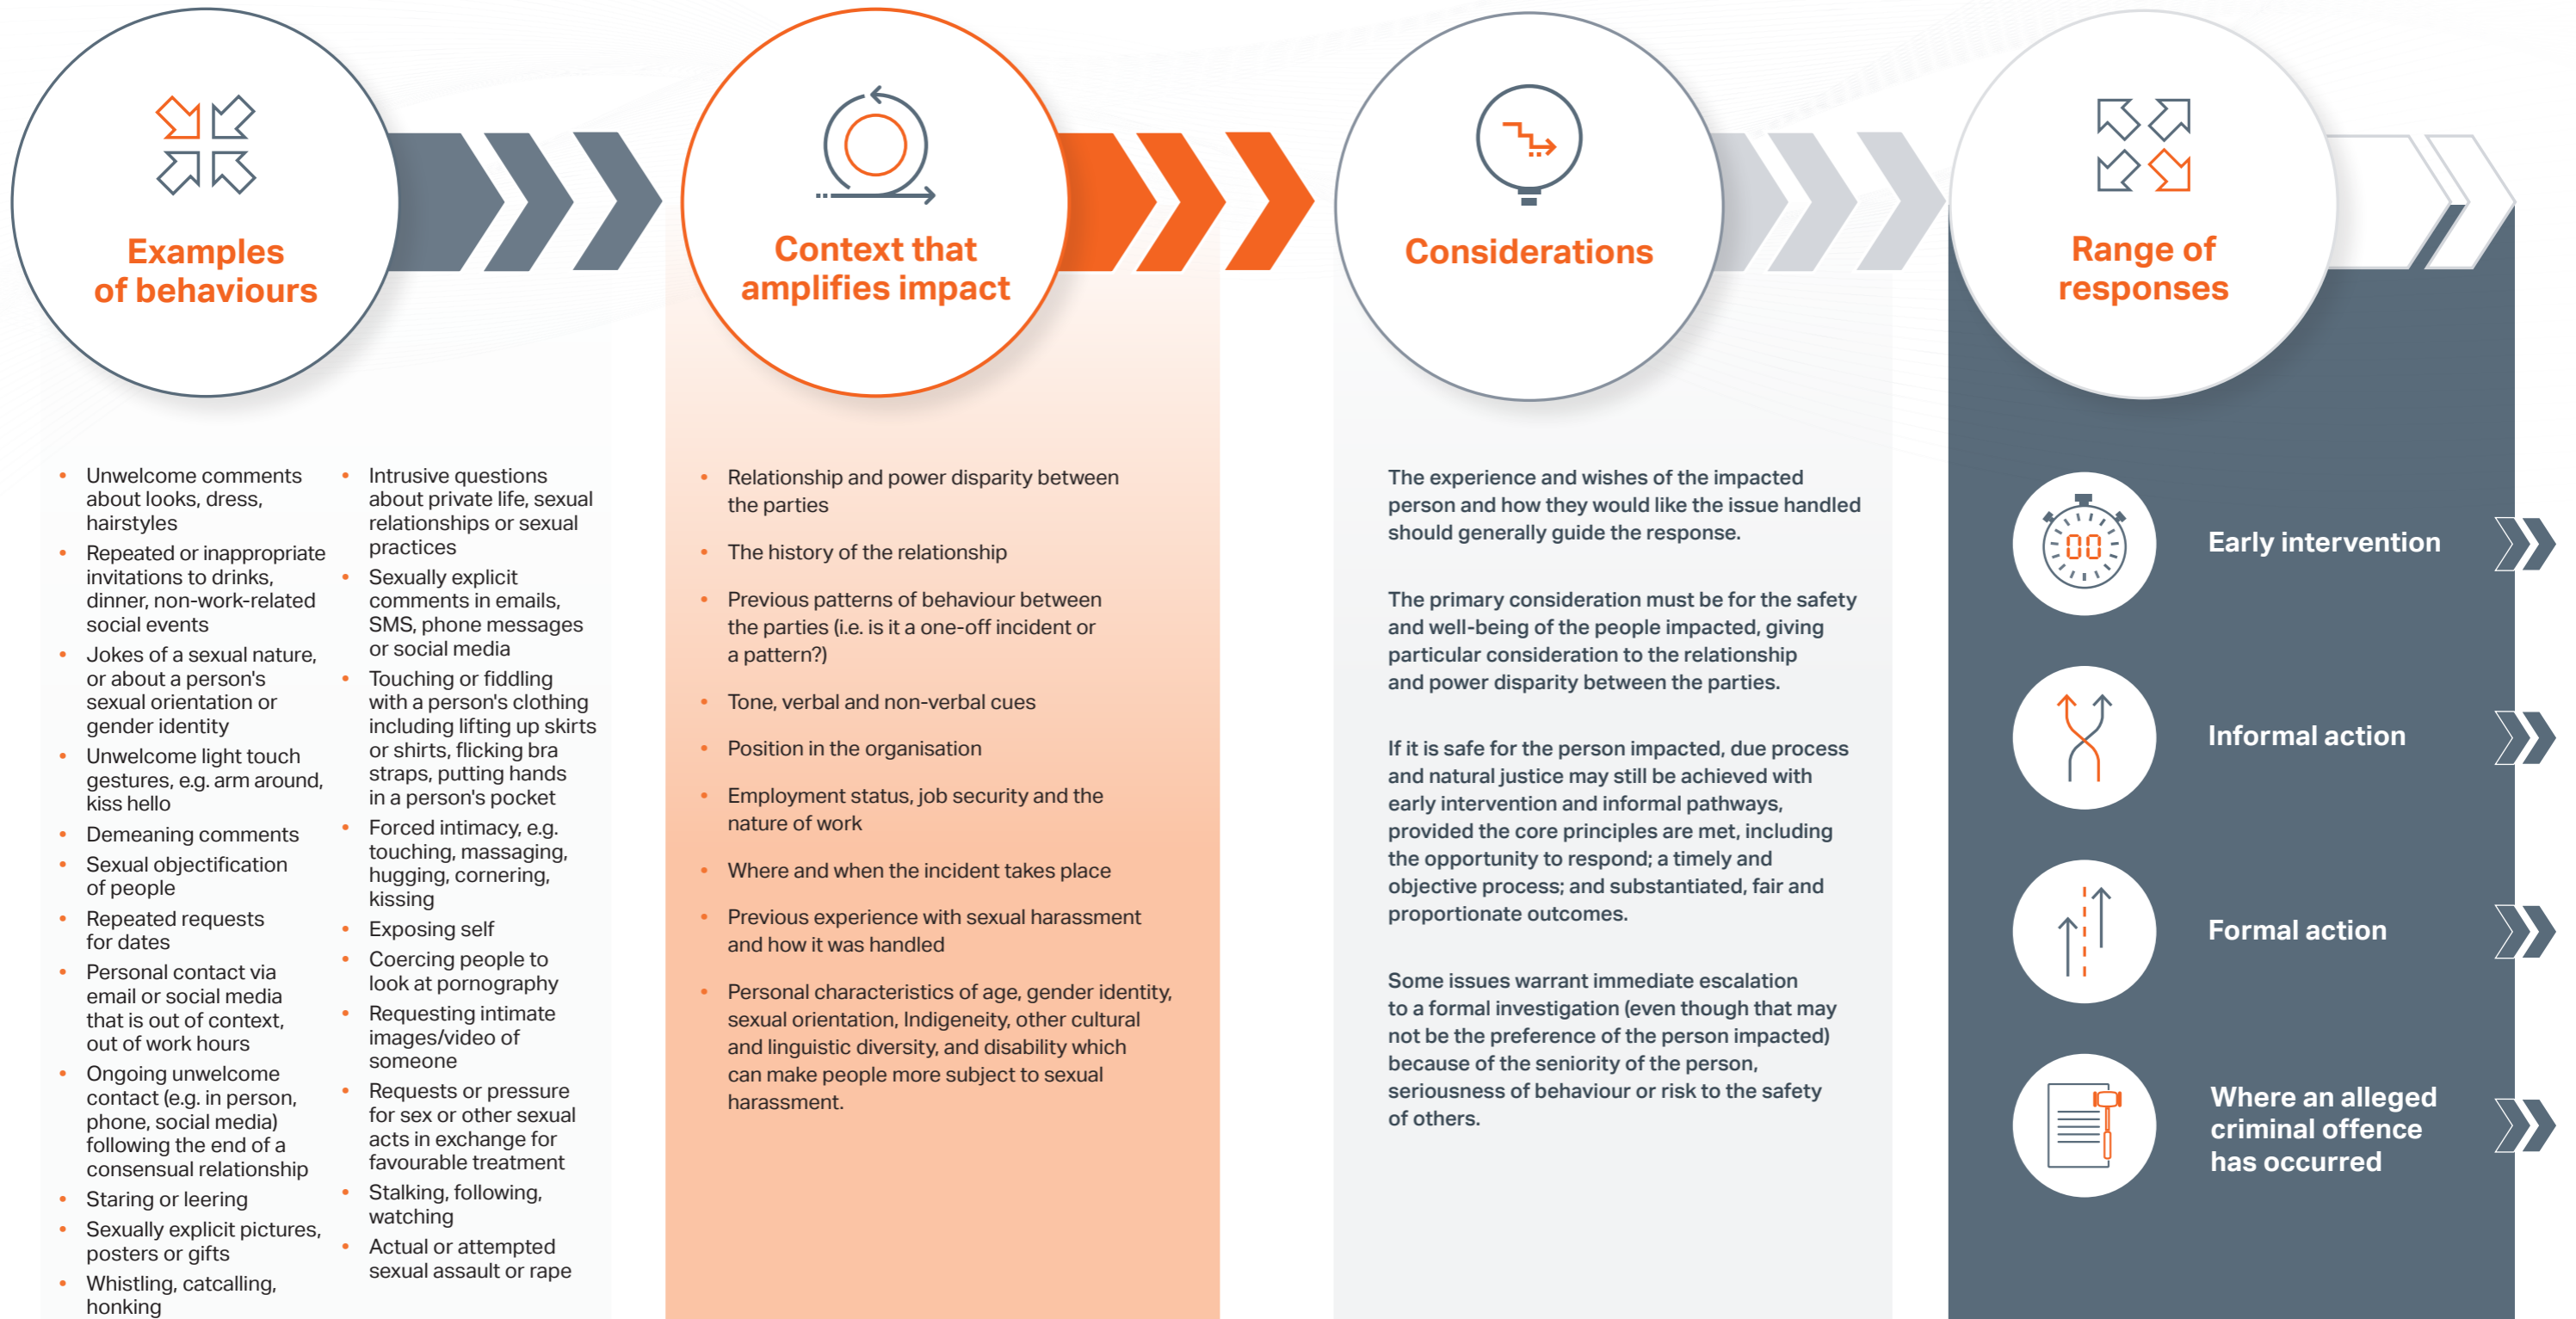 Examples
of behaviours
• Unwelcome comments
about looks, dress,
hairstyles
• Repeated or inappropriate
invitations to drinks,
dinner, non-work-related
social events
• Jokes of a sexual nature,
or about a person's
sexual orientation or
gender identity
• Unwelcome light touch
gestures, e.g. arm around,
kiss hello
• Demeaning comments
• Sexual objectification
of people
• Repeated requests
for dates
• Personal contact via
email or social media
that is out of context,
out of work hours
• Ongoing unwelcome
contact (e.g. in person,
phone, social media)
following the end of a
consensual relationship
• Staring or leering
• Sexually explicit pictures,
posters or gifts
• Whistling, catcalling,
honking
• Intrusive questions
about private life, sexual
relationships or sexual
practices
• Sexually explicit
comments in emails,
SMS, phone messages
or social media
• Touching or fiddling
with a person's clothing
including lifting up skirts
or shirts, flicking bra
straps, putting hands
in a person's pocket
• Forced intimacy, e.g.
touching, massaging,
hugging, cornering,
kissing
• Exposing self
• Coercing people to
look at pornography
• Requesting intimate
images/video of
someone
• Requests or pressure
for sex or other sexual
acts in exchange for
favourable treatment
• Stalking, following,
watching
• Actual or attempted
sexual assault or rape
Context that
amplifies impact
• Relationship and power disparity between
the parties
• The history of the relationship
• Previous patterns of behaviour between
the parties (i.e. is it a one-off incident or
a pattern?)
• Tone, verbal and non-verbal cues
• Position in the organisation
• Employment status, job security and the
nature of work
• Where and when the incident takes place
• Previous experience with sexual harassment
and how it was handled
• Personal characteristics of age, gender identity,
sexual orientation, Indigeneity, other cultural
and linguistic diversity, and disability which
can make people more subject to sexual
harassment.
Considerations
The experience and wishes of the impacted
person and how they would like the issue handled
should generally guide the response.
The primary consideration must be for the safety
and well-being of the people impacted, giving
particular consideration to the relationship
and power disparity between the parties.
If it is safe for the person impacted, due process
and natural justice may still be achieved with
early intervention and informal pathways,
provided the core principles are met, including
the opportunity to respond; a timely and
objective process; and substantiated, fair and
proportionate outcomes.
Some issues warrant immediate escalation
to a formal investigation (even though that may
not be the preference of the person impacted)
because of the seniority of the person,
seriousness of behaviour or risk to the safety
of others.
Range of
responses
00
Early intervention
Informal action
Formal action
Where an alleged
criminal offence
has occurred